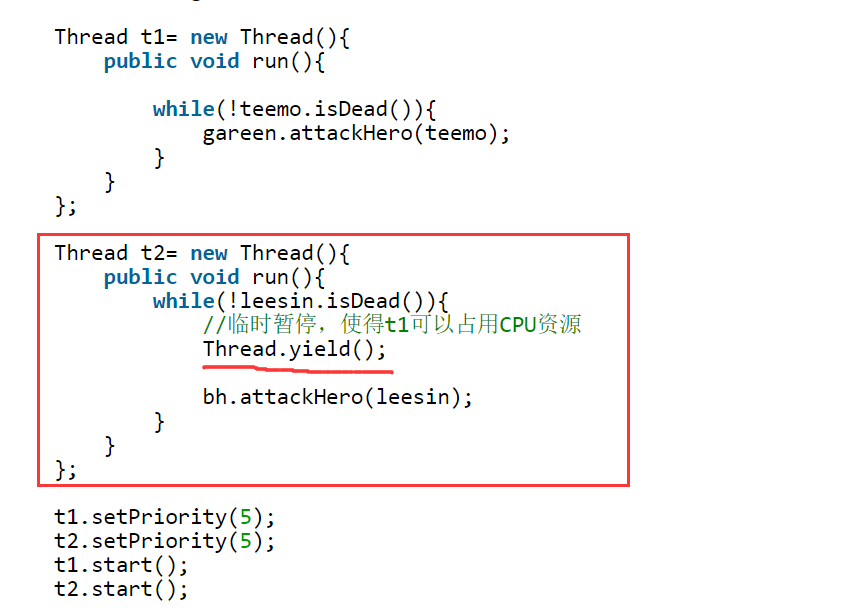 Thread t1= new Thread(){
public void run(){
while(!teemo.isDead()){
gareen.attackHero(teemo);
}
}
};
Thread t2= new Thread(){
public void run(){
while(!leesin.isDead()){
//临时暂停，使得t1可以占用CPU资源
Thread.yield();
bh.attackHero(leesin);
}
}
};
t1.setPriority(5);
t2.setPriority(5);
t1.start();
t2.start();